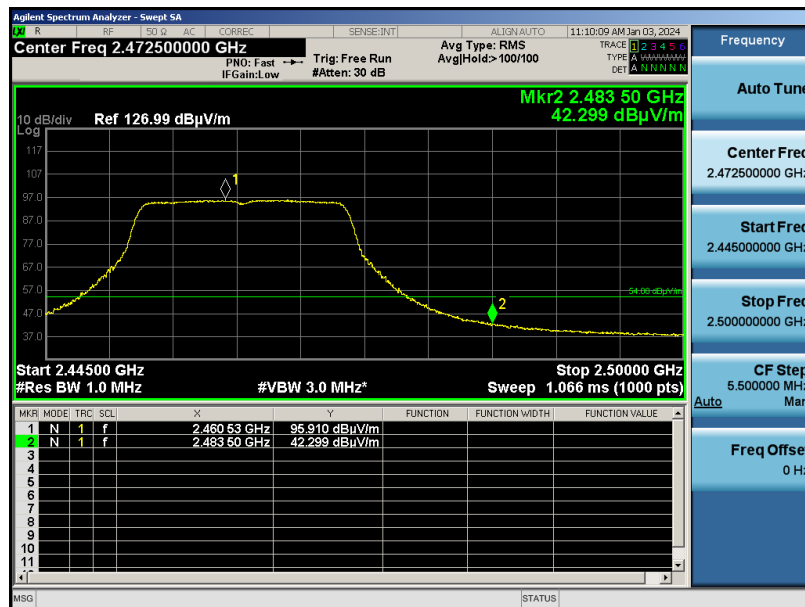 Agilent Spectrum Analyzer - Swept SA
LXI R RF 50 Ω AC CORREC SENSE:INT ALIGN AUTO 11:10:09 AM Jan 03, 2024
Center Freq 2.472500000 GHz
PNO: Fast
IFGain:Low
Trig: Free Run
#Atten: 30 dB
Avg Type: RMS
Avg|Hold:>100/100
TRACE 1 2 3 4 5 6
TYPE A WWWWW
DET A N N N N N
Mkr2 2.483 50 GHz
42.299 dBµV/m
10 dB/div Ref 126.99 dBµV/m
Log
117
107
97.0
87.0
77.0
67.0
57.0
47.0
37.0
1
2
54.00 dBµV/m
Start 2.44500 GHz Stop 2.50000 GHz
#Res BW 1.0 MHz #VBW 3.0 MHz* Sweep 1.066 ms (1000 pts)
MKR MODE TRC SCL X Y FUNCTION FUNCTION WIDTH FUNCTION VALUE
1 N 1 f 2.460 53 GHz 95.910 dBµV/m
2 N 1 f 2.483 50 GHz 42.299 dBµV/m
3
4
5
6
7
8
9
10
11
MSG STATUS
Frequency
Auto Tune
Center Freq
2.472500000 GHz
Start Freq
2.445000000 GHz
Stop Freq
2.500000000 GHz
CF Step
5.500000 MHz
Auto Man
Freq Offset
0 Hz